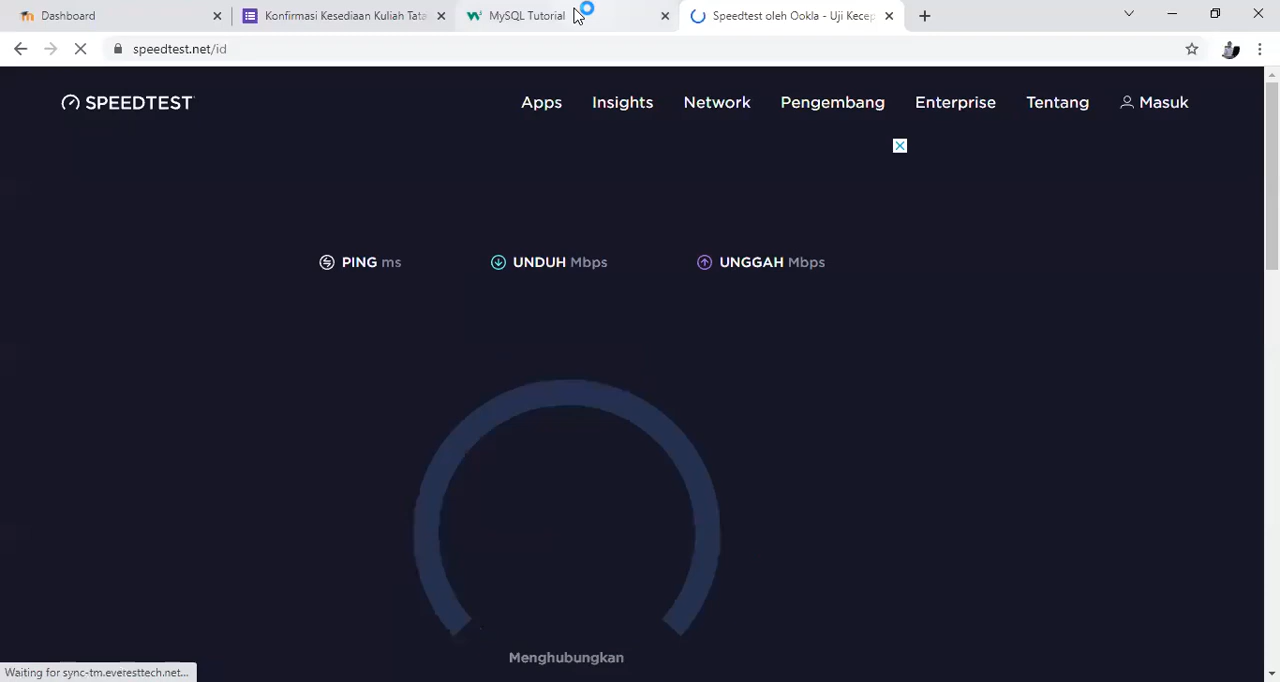 Dashboard
Konfirmasi Kesediaan Kuliah Tata
MySQL Tutorial
Speedtest oleh Ookla - Uji Kecep
speedtest.net/id
SPEEDTEST
Apps
Insights
Network
Pengembang
Enterprise
Tentang
Masuk
PING ms
UNDUH Mbps
UNGGAH Mbps
Menghubungkan
Waiting for sync-tm.everesttech.net...